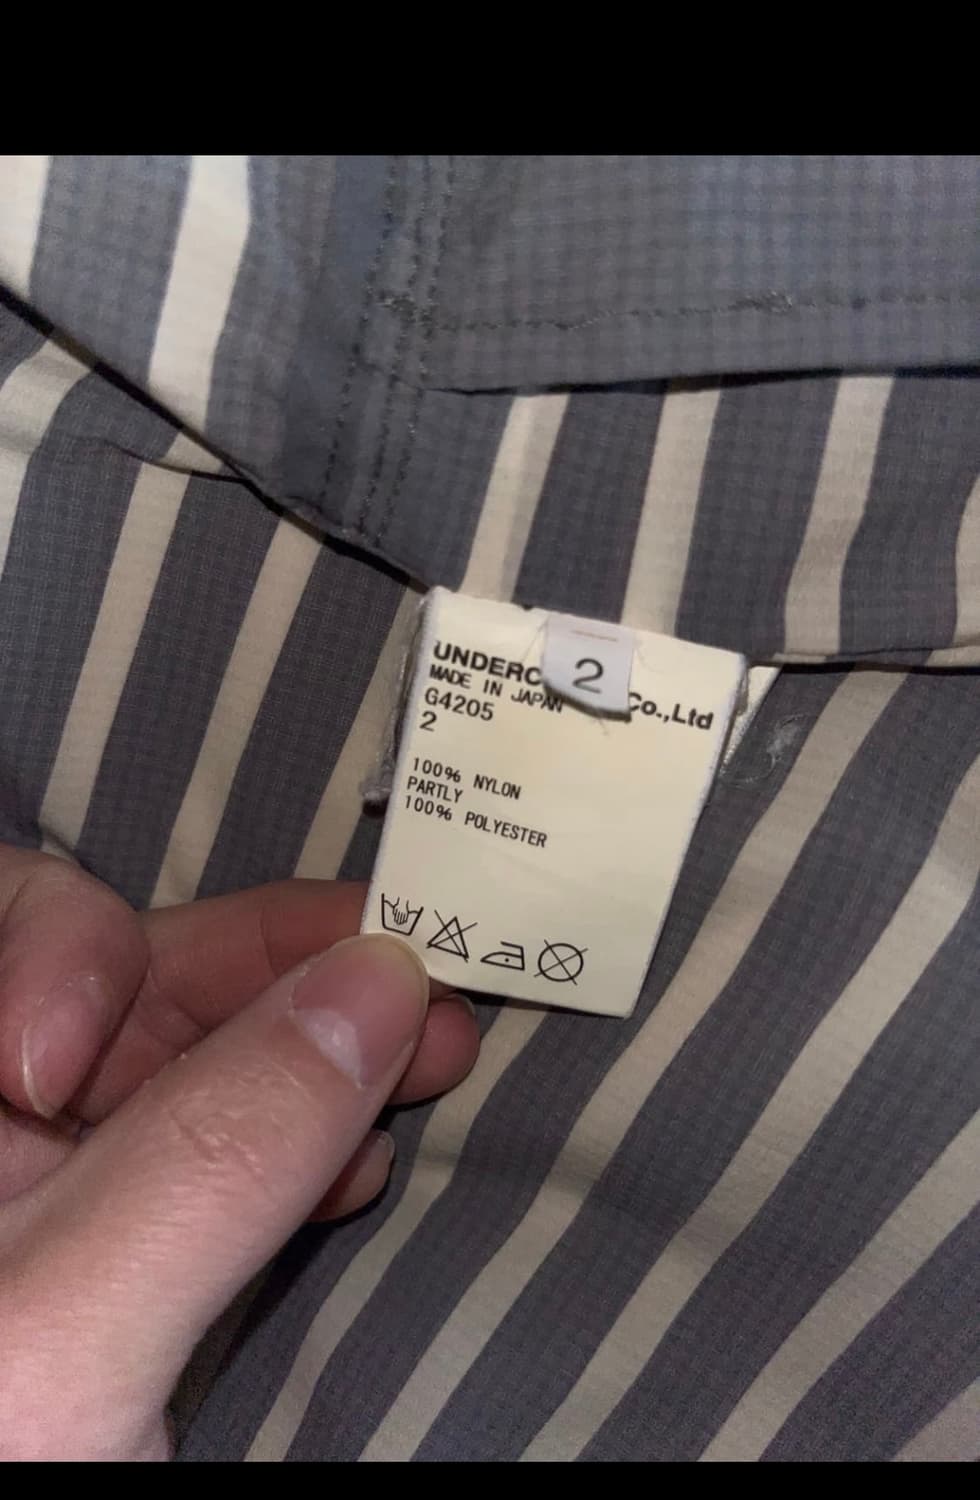 UNDERC Co.,Ltd
2
MADE IN JAPAN
G4205
2
100% NYLON
PARTLY
100% POLYESTER